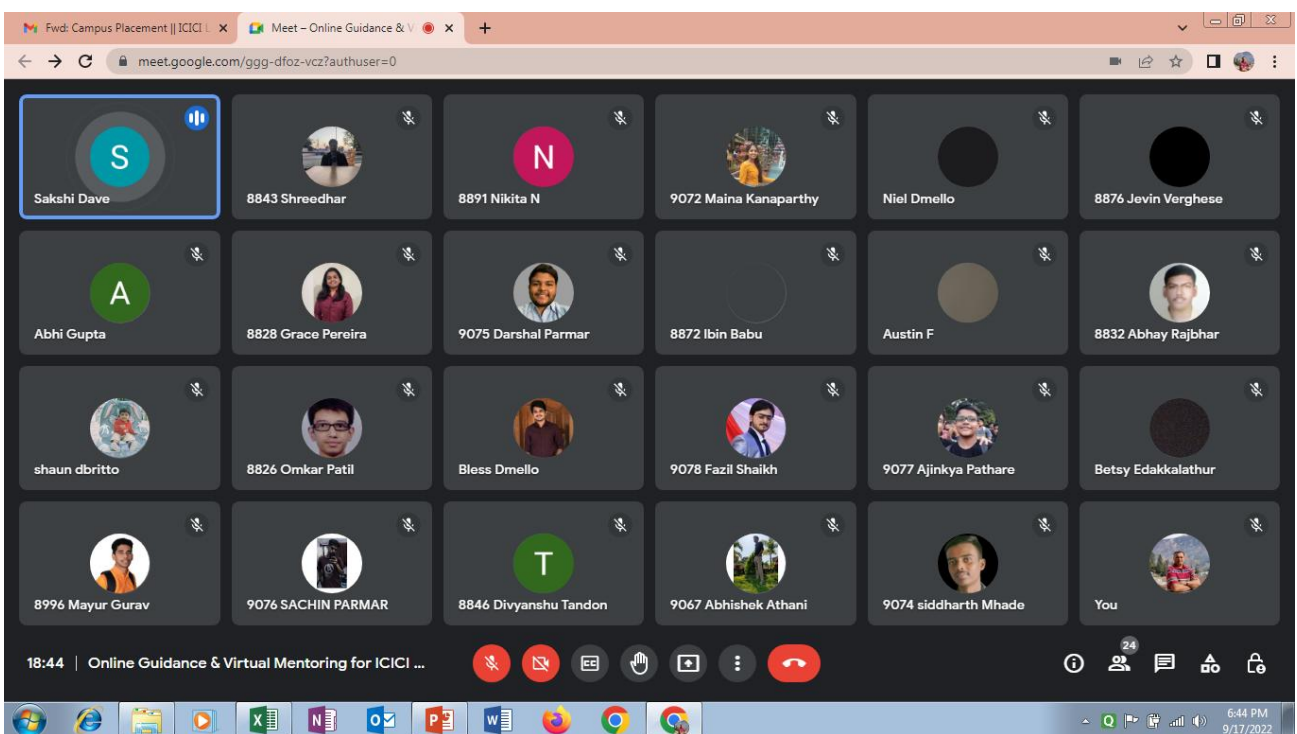 Fwd: Campus Placement || ICICI L
Meet – Online Guidance & Vi
meet.google.com/ggg-dfoz-vcz?authuser=0
S N
Sakshi Dave 8843 Shreedhar 8891 Nikita N 9072 Maina Kanaparthy Niel Dmello 8876 Jevin Verghese
A
Abhi Gupta 8828 Grace Pereira 9075 Darshal Parmar 8872 Ibin Babu Austin F 8832 Abhay Rajbhar
shaun dbritto 8826 Omkar Patil Bless Dmello 9078 Fazil Shaikh 9077 Ajinkya Pathare Betsy Edakkalathur
T
8996 Mayur Gurav 9076 SACHIN PARMAR 8846 Divyanshu Tandon 9067 Abhishek Athani 9074 siddharth Mhade You
18:44 | Online Guidance & Virtual Mentoring for ICICI ... CC 24
6:44 PM
9/17/2022